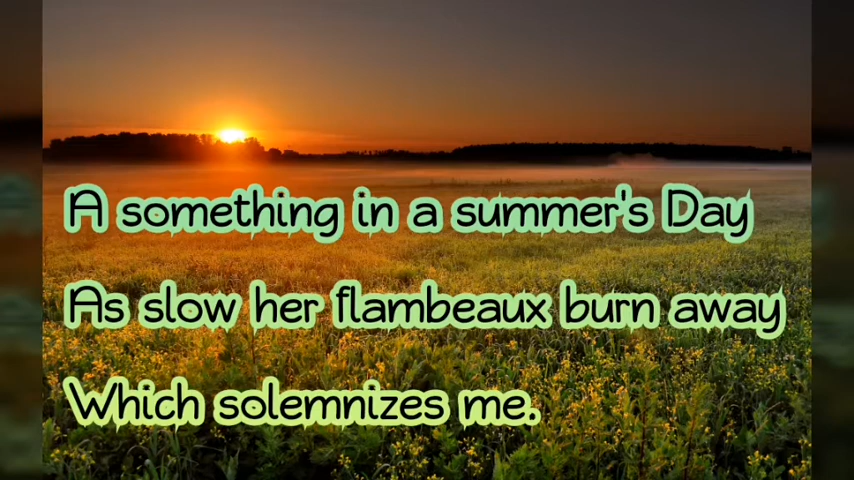 A something in a summer's Day
As slow her flambeaux burn away
Which solemnizes me.